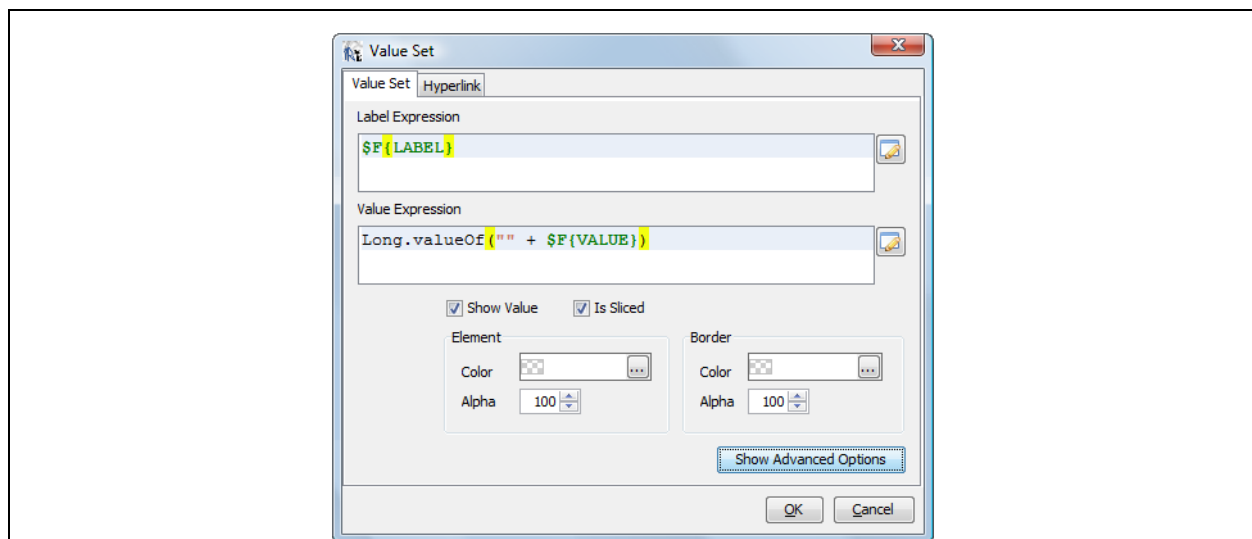 Value Set
Value Set Hyperlink
Label Expression
$F{LABEL}
Value Expression
Long.valueOf("" + $F{VALUE})
Show Value Is Sliced
Element Border
Color ... Color ...
Alpha 100 Alpha 100
Show Advanced Options
OK Cancel